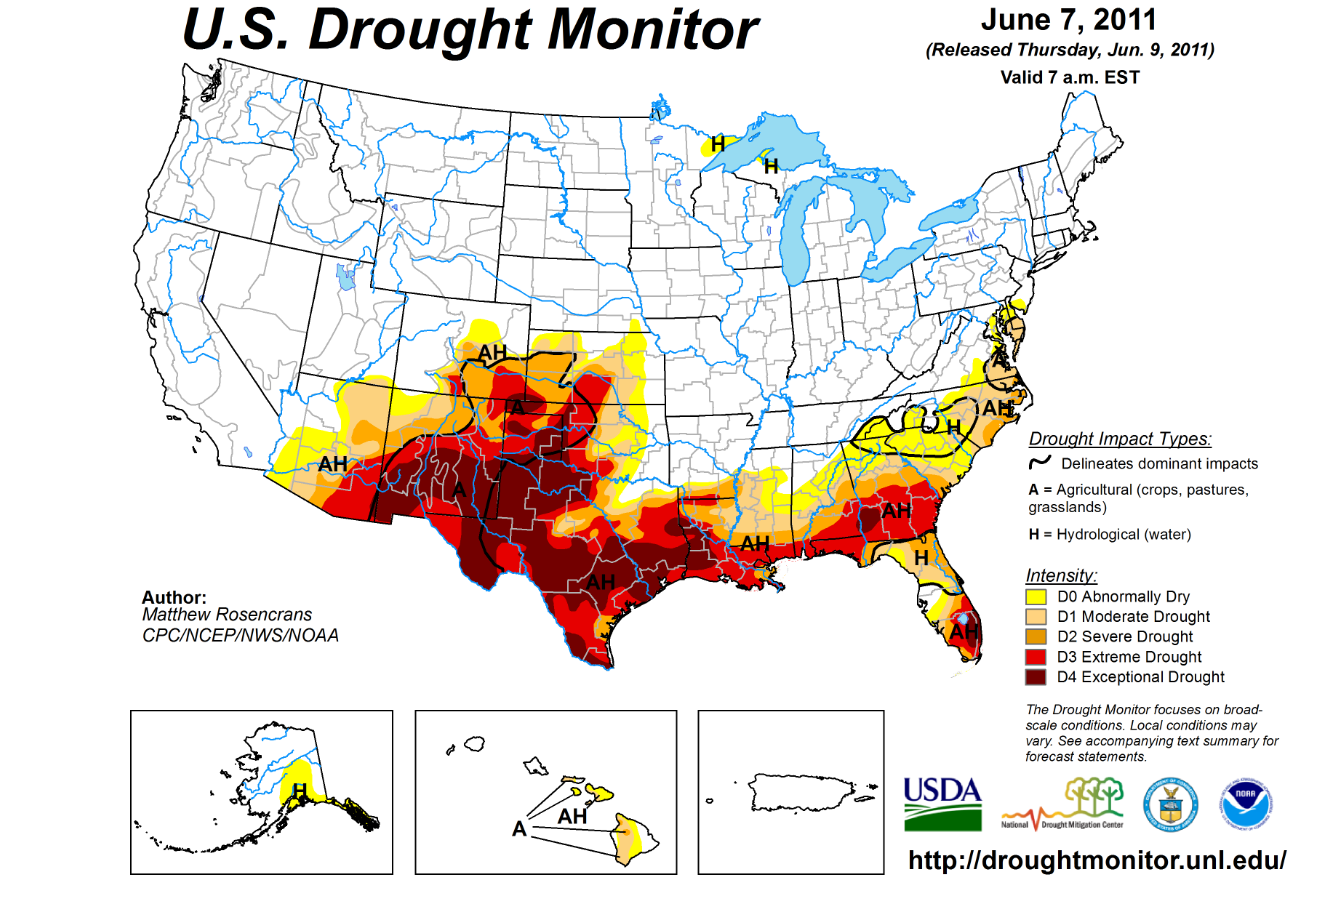 U.S. Drought Monitor
June 7, 2011
(Released Thursday, Jun. 9, 2011)
Valid 7 a.m. EST
H
H
AH
A
AH
A
AH
AH
AH
H
AH
A
AH
H
AH
Drought Impact Types:
Delineates dominant impacts
A = Agricultural (crops, pastures,
grasslands)
H = Hydrological (water)
Intensity:
D0 Abnormally Dry
D1 Moderate Drought
D2 Severe Drought
D3 Extreme Drought
D4 Exceptional Drought
Author:
Matthew Rosencrans
CPC/NCEP/NWS/NOAA
The Drought Monitor focuses on broad-
scale conditions. Local conditions may
vary. See accompanying text summary for
forecast statements.
H
A
AH
USDA
National Drought Mitigation Center
NOAA
http://droughtmonitor.unl.edu/